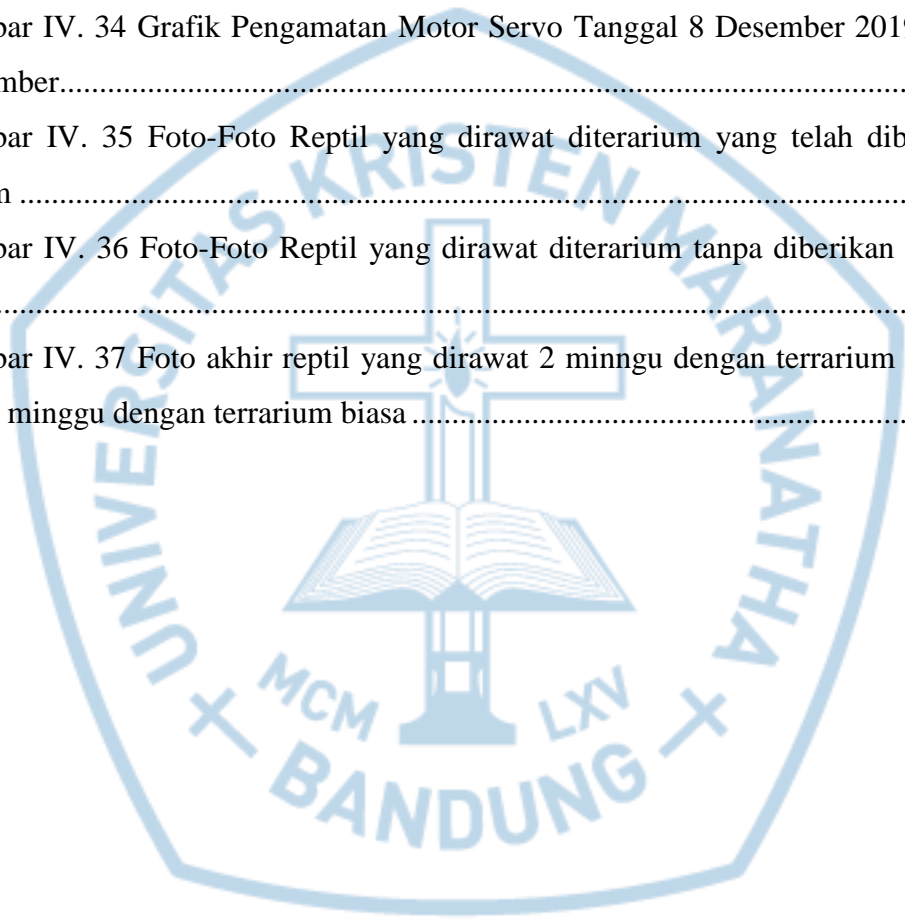 bar IV. 34 Grafik Pengamatan Motor Servo Tanggal 8 Desember 2019
mber........................................................................................................
bar IV. 35 Foto-Foto Reptil yang dirawat diterarium yang telah dib
n ............................................................................................................
bar IV. 36 Foto-Foto Reptil yang dirawat diterarium tanpa diberikan
................................................................................................................
bar IV. 37 Foto akhir reptil yang dirawat 2 minngu dengan terrarium
minggu dengan terrarium biasa ............................................................
UNIVERSITAS KRISTEN MARANATHA
MCM LXV
+ BANDUNG +